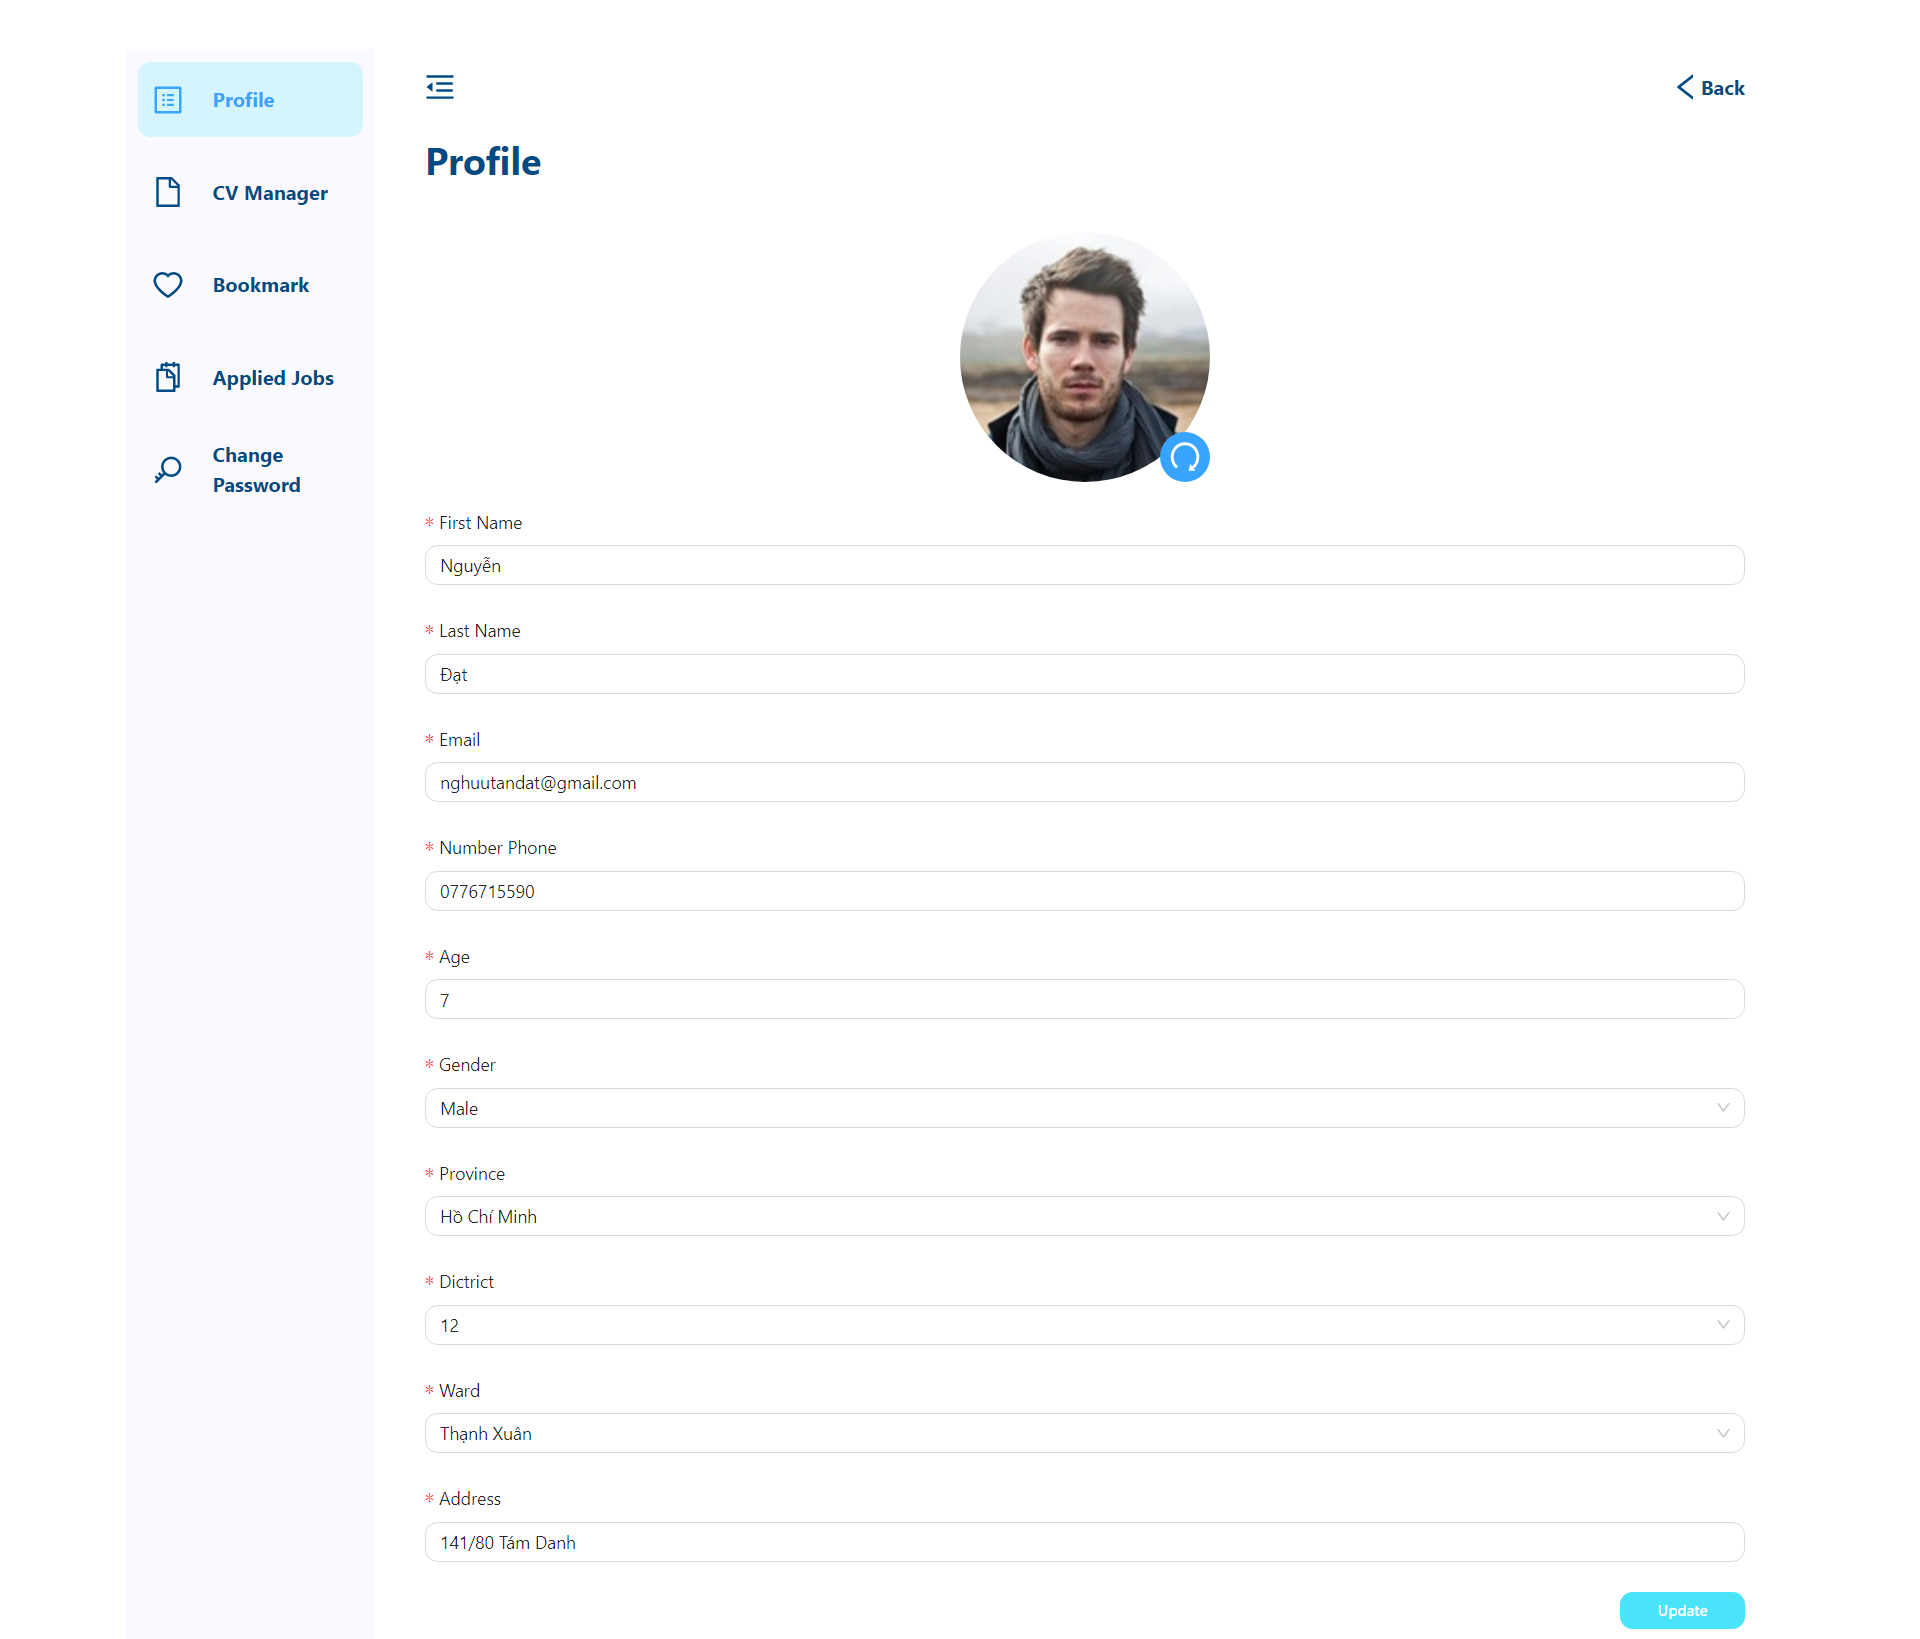 Profile
CV Manager
Bookmark
Applied Jobs
Change
Password
Back
Profile
* First Name
Nguyễn
* Last Name
Đạt
* Email
nghuutandat@gmail.com
* Number Phone
0776715590
* Age
7
* Gender
Male
* Province
Hồ Chí Minh
* Dictrict
12
* Ward
Thạnh Xuân
* Address
141/80 Tám Danh
Update